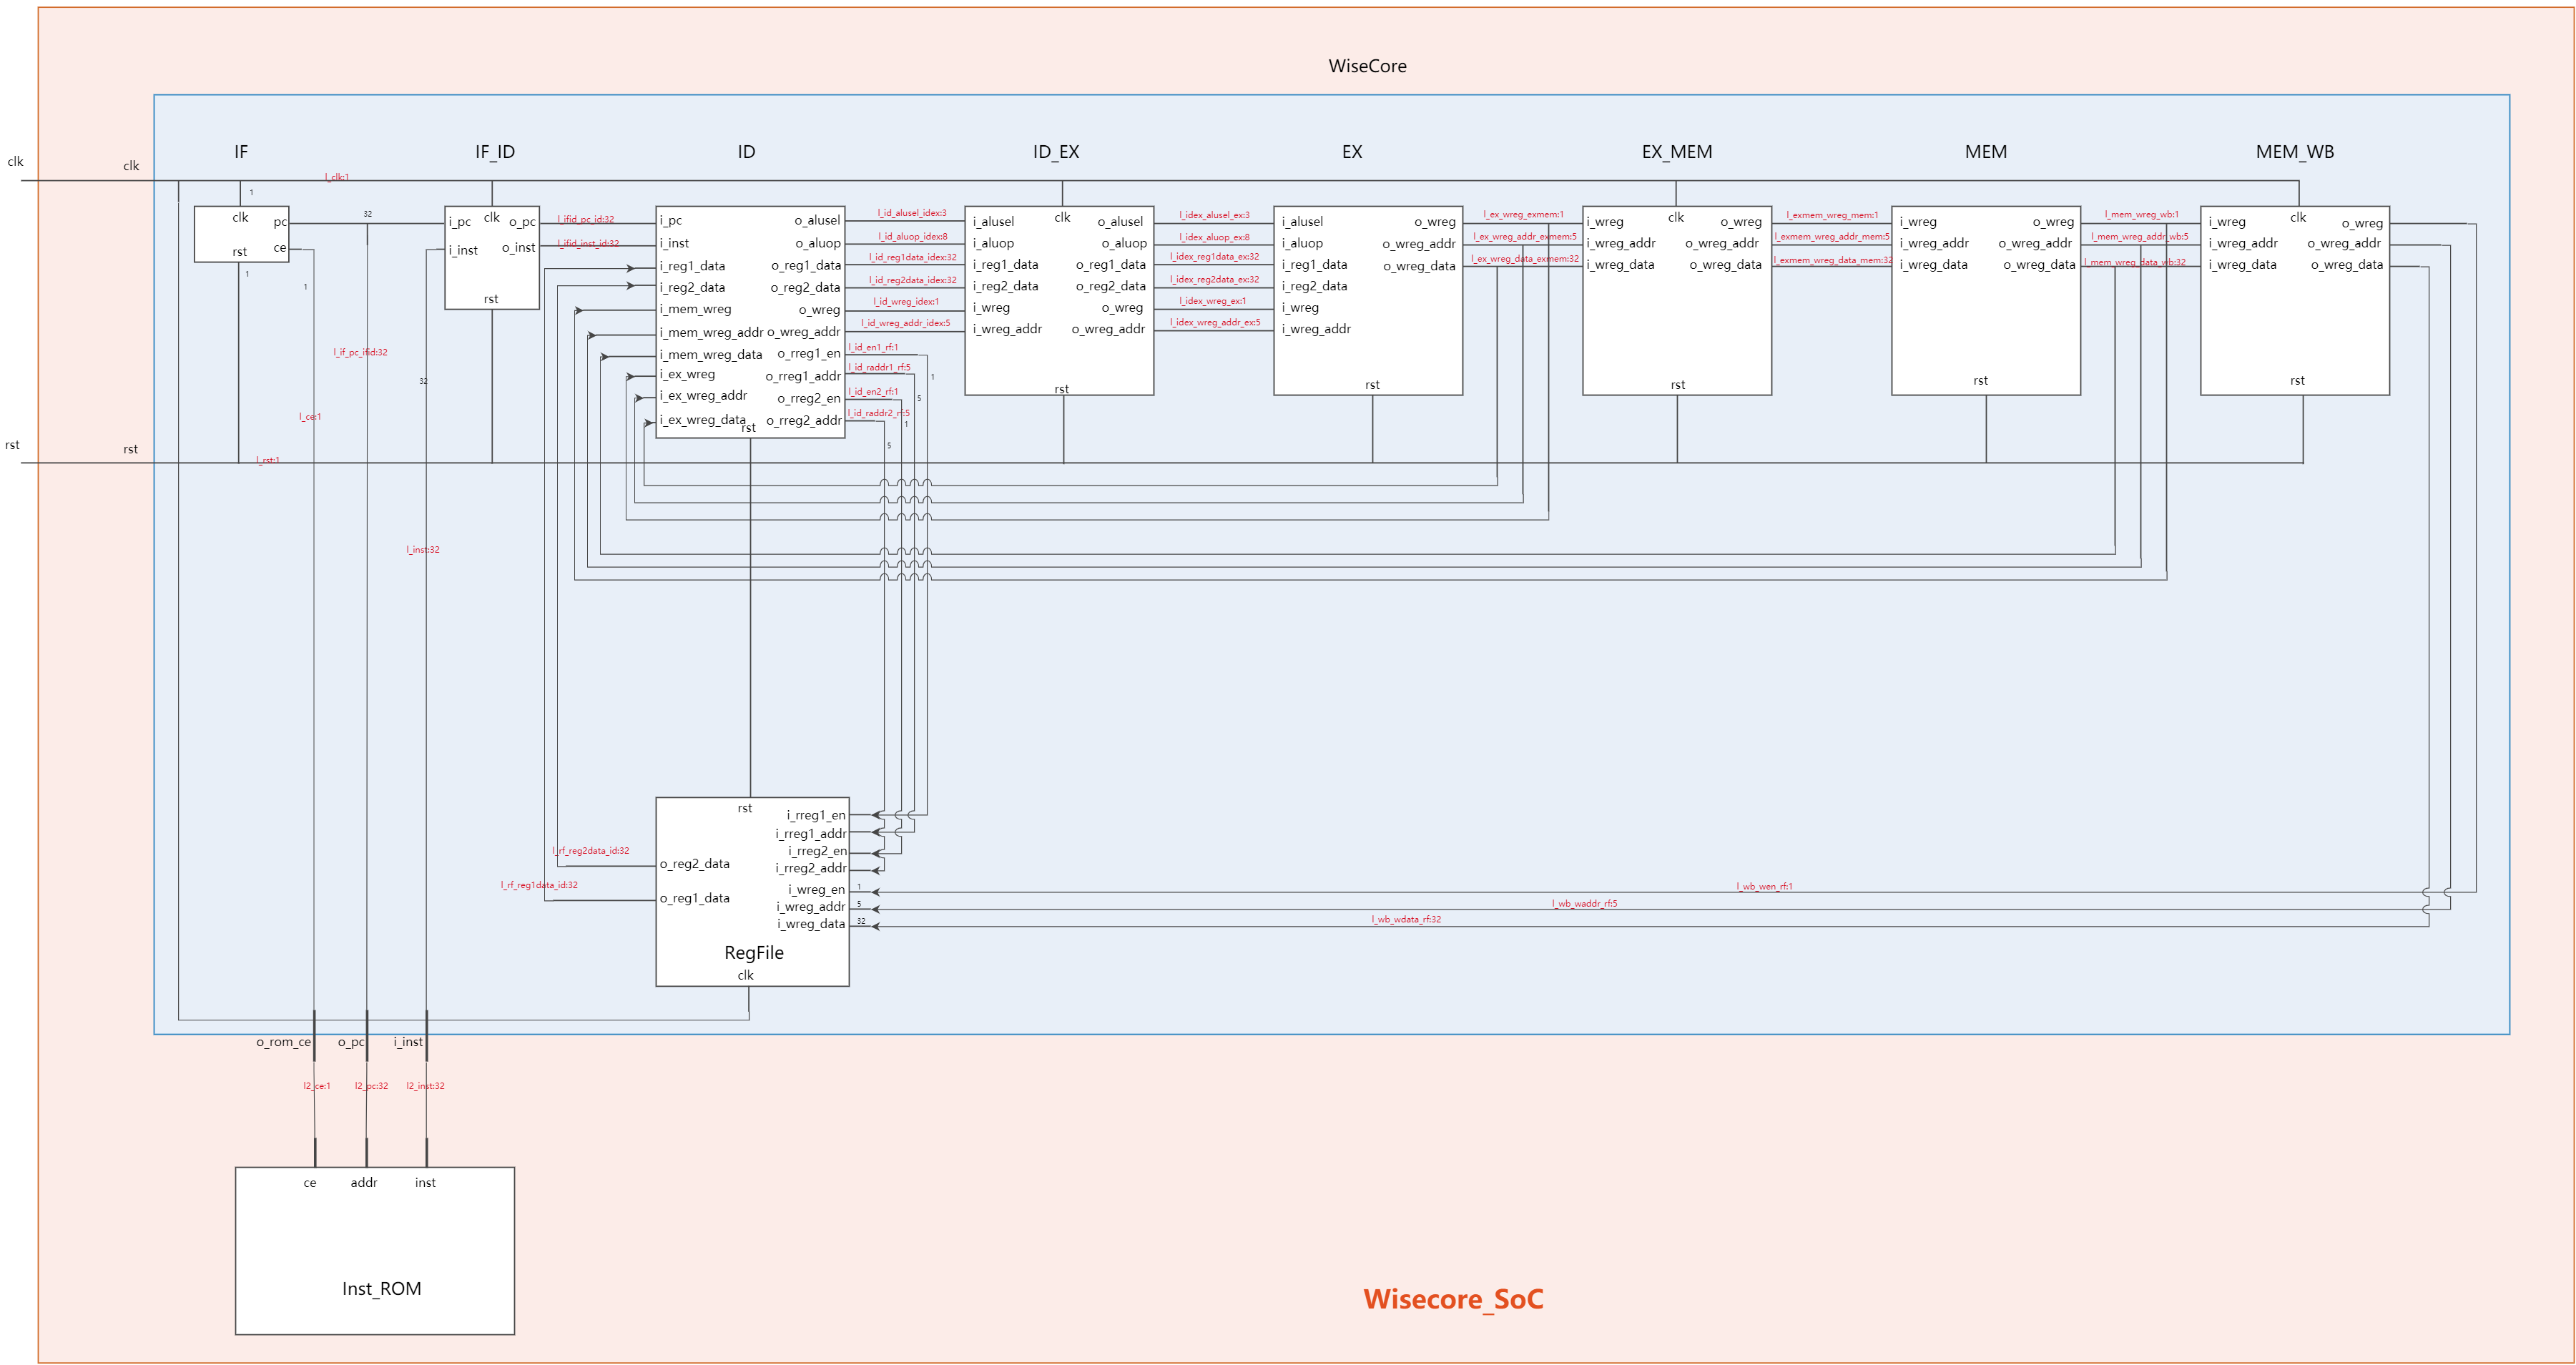 WiseCore
IF
IF_ID
ID
ID_EX
EX
EX_MEM
MEM
MEM_WB
clk
clk
l_clk:1
1
clk
pc
rst
ce
1
1
32
i_pc
clk
o_pc
i_inst
o_inst
rst
l_ifid_pc_id:32
l_ifid_inst_id:32
i_pc
i_inst
i_reg1_data
i_reg2_data
i_mem_wreg
i_mem_wreg_addr
i_mem_wreg_data
i_ex_wreg
i_ex_wreg_addr
i_ex_wreg_data
rst
o_alusel
o_aluop
o_reg1_data
o_reg2_data
o_wreg
o_wreg_addr
o_rreg1_en
o_rreg1_addr
o_rreg2_en
o_rreg2_addr
l_id_alusel_idex:3
l_id_aluop_idex:8
l_id_reg1data_idex:32
l_id_reg2data_idex:32
l_id_wreg_idex:1
l_id_wreg_addr_idex:5
l_id_en1_rf:1
l_id_raddr1_rf:5
l_id_en2_rf:1
l_id_raddr2_rf:5
1
5
1
5
i_alusel
i_aluop
i_reg1_data
i_reg2_data
i_wreg
i_wreg_addr
clk
o_alusel
o_aluop
o_reg1_data
o_reg2_data
o_wreg
o_wreg_addr
rst
l_idex_alusel_ex:3
l_idex_aluop_ex:8
l_idex_reg1data_ex:32
l_idex_reg2data_ex:32
l_idex_wreg_ex:1
l_idex_wreg_addr_ex:5
i_alusel
i_aluop
i_reg1_data
i_reg2_data
i_wreg
i_wreg_addr
o_wreg
o_wreg_addr
o_wreg_data
rst
l_ex_wreg_exmem:1
l_ex_wreg_addr_exmem:5
l_ex_wreg_data_exmem:32
i_wreg
i_wreg_addr
i_wreg_data
clk
o_wreg
o_wreg_addr
o_wreg_data
rst
l_exmem_wreg_mem:1
l_exmem_wreg_addr_mem:5
l_exmem_wreg_data_mem:32
i_wreg
i_wreg_addr
i_wreg_data
o_wreg
o_wreg_addr
o_wreg_data
rst
l_mem_wreg_wb:1
l_mem_wreg_addr_wb:5
l_mem_wreg_data_wb:32
i_wreg
i_wreg_addr
i_wreg_data
clk
o_wreg
o_wreg_addr
o_wreg_data
rst
l_if_pc_ifid:32
32
l_ce:1
rst
rst
l_rst:1
l_inst:32
rst
i_rreg1_en
i_rreg1_addr
i_rreg2_en
i_rreg2_addr
i_wreg_en
i_wreg_addr
i_wreg_data
o_reg2_data
o_reg1_data
RegFile
clk
l_rf_reg2data_id:32
l_rf_reg1data_id:32
1
5
32
l_wb_wen_rf:1
l_wb_waddr_rf:5
l_wb_wdata_rf:32
o_rom_ce
o_pc
i_inst
l2_ce:1
l2_pc:32
l2_inst:32
ce
addr
inst
Inst_ROM
Wisecore_SoC